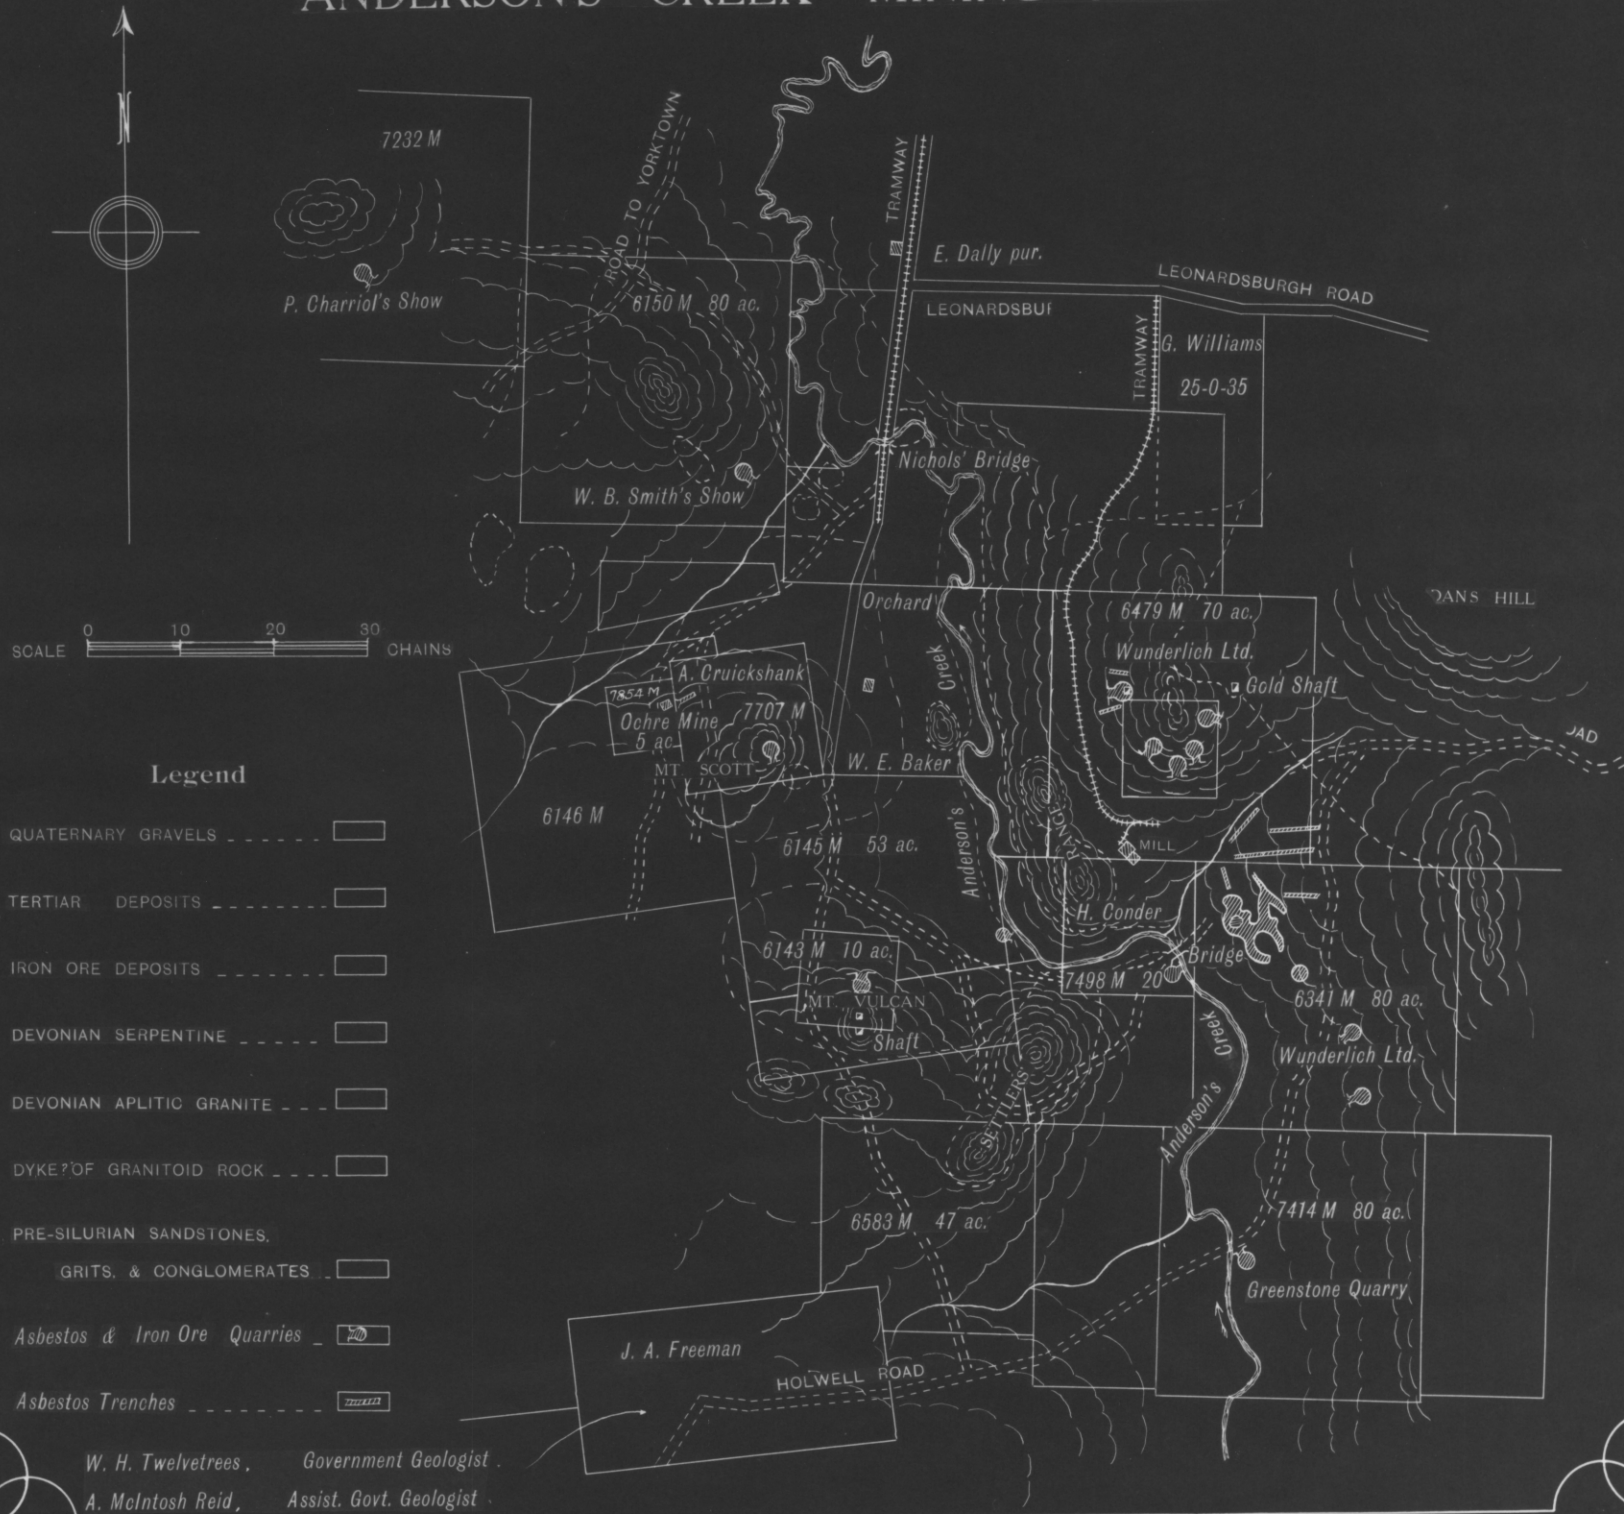 ANDERSON'S CREEK
N
7232 M
ROAD TO YORKTOWN
TRAMWAY
E. Dally pur.
LEONARDSBURGH ROAD
P. Charriol's Show
6150 M 80 ac.
LEONARDSBU
TRAMWAY
G. Williams
25-0-35
Nichols' Bridge
W. B. Smith's Show
DANS HILL
Orchard
6479 M 70 ac.
SCALE 0 10 20 30 CHAINS
Wunderlich Ltd.
Creek
A. Cruickshank
Gold Shaft
7854 M
7707 M
Ochre Mine
5 ac.
W. E. Baker
MT. SCOTT
Legend
6146 M
QUATERNARY GRAVELS
6145 M 53 ac.
MILL
Anderson's
TERTIAR DEPOSITS
H. Conder
6143 M 10 ac.
Bridge
IRON ORE DEPOSITS
7498 M 20
MT. VULCAN
6341 M 80 ac.
DEVONIAN SERPENTINE
Shaft
Creek
Wunderlich Ltd.
DEVONIAN APLITIC GRANITE
SETTLERS
Anderson's
DYKE? OF GRANITOID ROCK
6583 M 47 ac.
7414 M 80 ac.
PRE-SILURIAN SANDSTONES,
GRITS, & CONGLOMERATES
Greenstone Quarry
Asbestos & Iron Ore Quarries
J. A. Freeman
HOLWELL ROAD
Asbestos Trenches
W. H. Twelvetrees, Government Geologist.
A. McIntosh Reid, Assist. Govt. Geologist